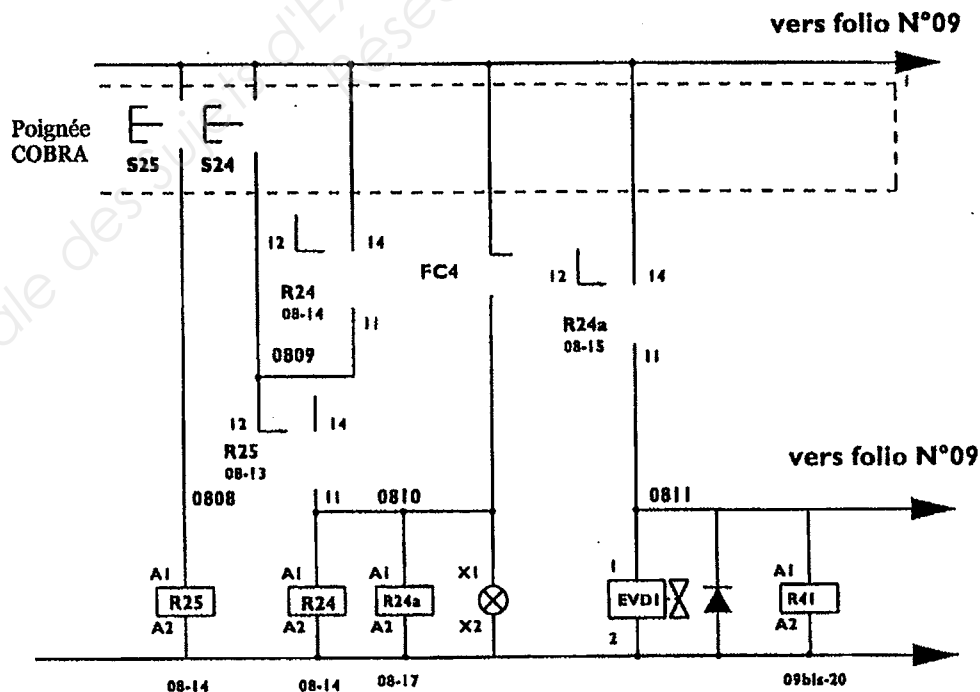 vers folio N°09
Poignée
COBRA
S25
S24
12
14
R24
08-14
11
FC4
12
14
R24a
08-15
11
0809
12
14
R25
08-13
vers folio N°09
0808
11
0810
0811
A1
R25
A2
A1
R24
A2
A1
R24a
A2
X1
X2
1
EVD1
2
A1
R41
A2
08-14
08-14
08-17
09bis-20